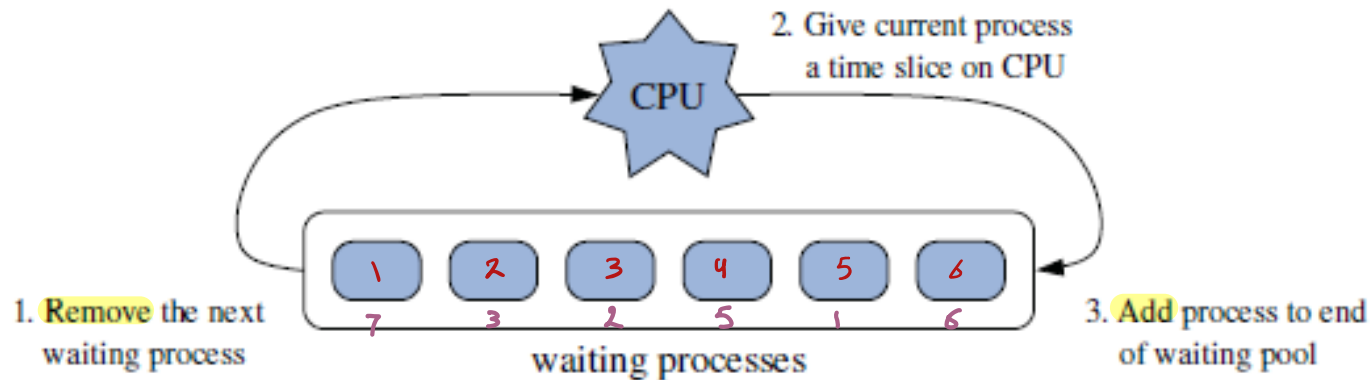 2. Give current process
a time slice on CPU
CPU
1 2 3 4 5 6
7 3 2 5 1 6
1. Remove the next
waiting process
waiting processes
3. Add process to end
of waiting pool